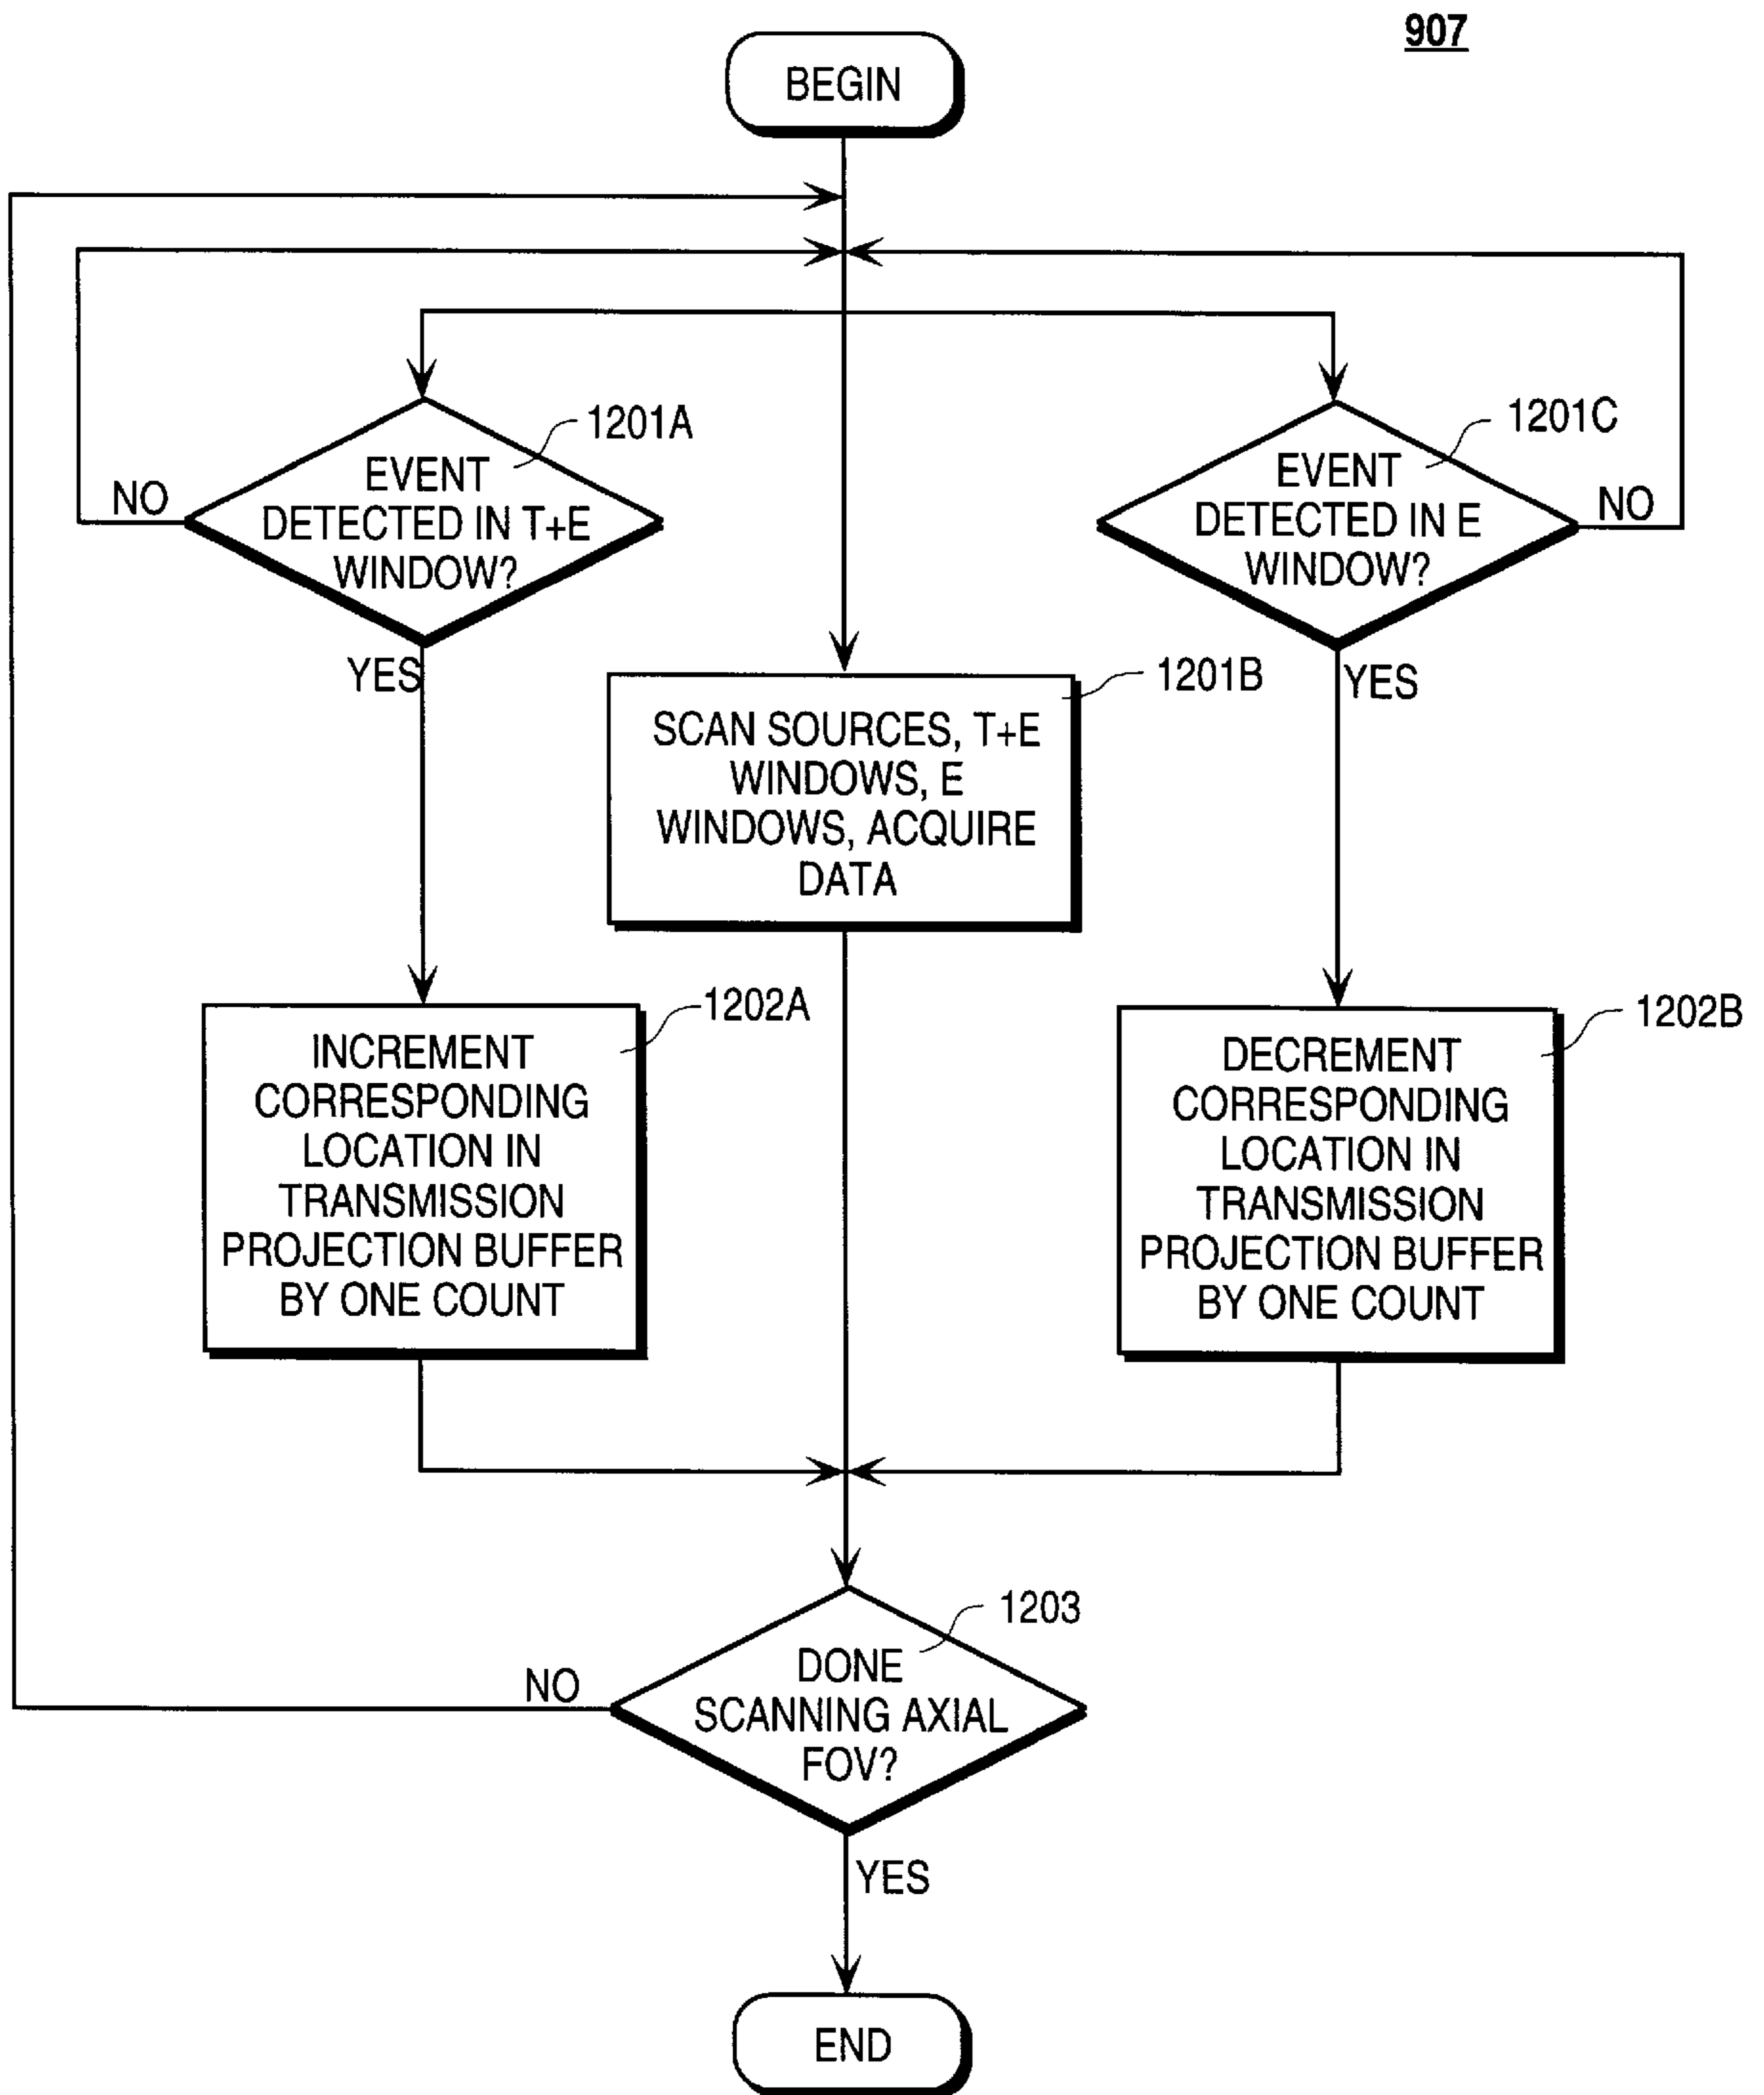 907
BEGIN
1201A
EVENT
DETECTED IN T+E
WINDOW?
NO
YES
1201C
EVENT
DETECTED IN E
WINDOW?
NO
YES
1201B
SCAN SOURCES, T+E
WINDOWS, E
WINDOWS, ACQUIRE
DATA
1202A
INCREMENT
CORRESPONDING
LOCATION IN
TRANSMISSION
PROJECTION BUFFER
BY ONE COUNT
1202B
DECREMENT
CORRESPONDING
LOCATION IN
TRANSMISSION
PROJECTION BUFFER
BY ONE COUNT
1203
DONE
SCANNING AXIAL
FOV?
NO
YES
END